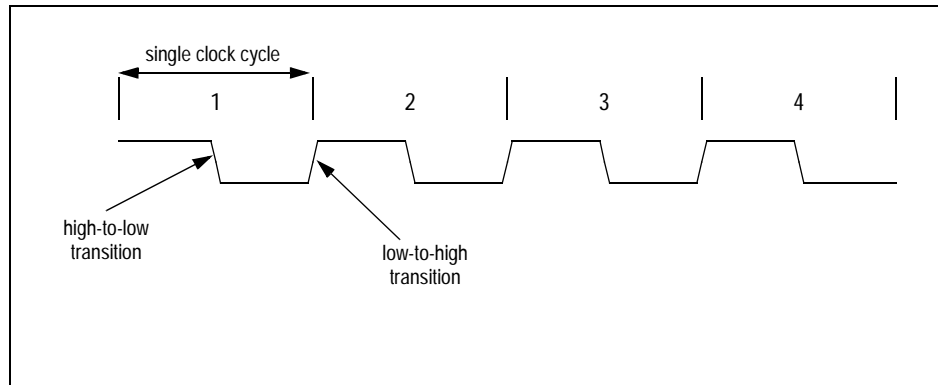 single clock cycle
1 2 3 4
high-to-low
transition
low-to-high
transition